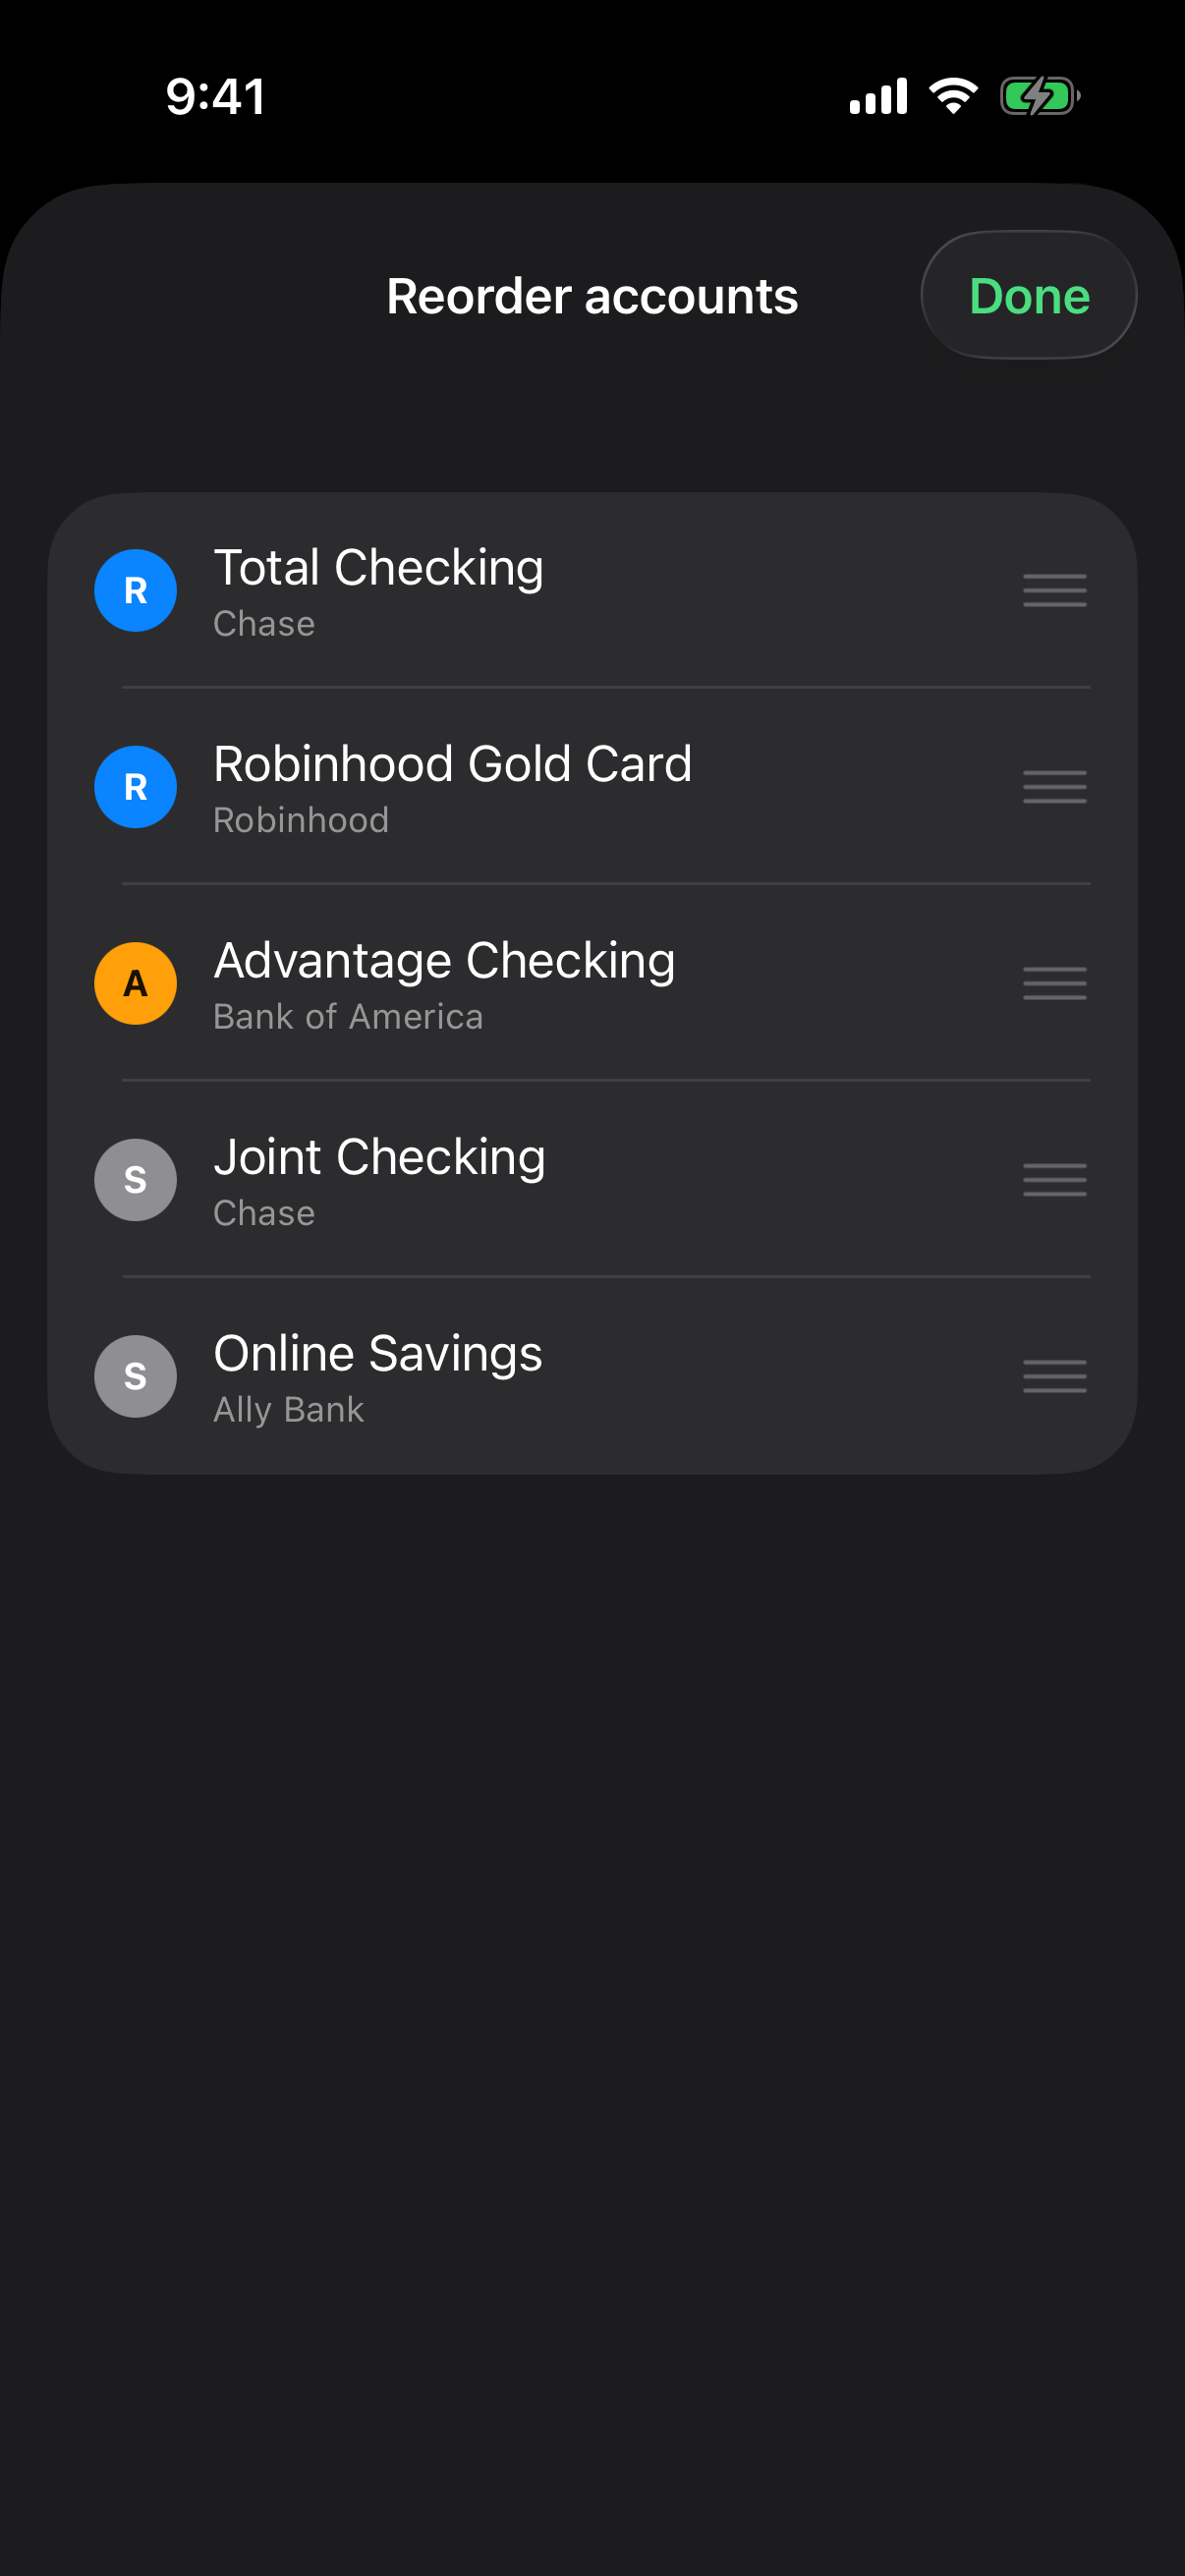 9:41
Reorder accounts
Done
R
Total Checking
Chase
R
Robinhood Gold Card
Robinhood
A
Advantage Checking
Bank of America
S
Joint Checking
Chase
S
Online Savings
Ally Bank